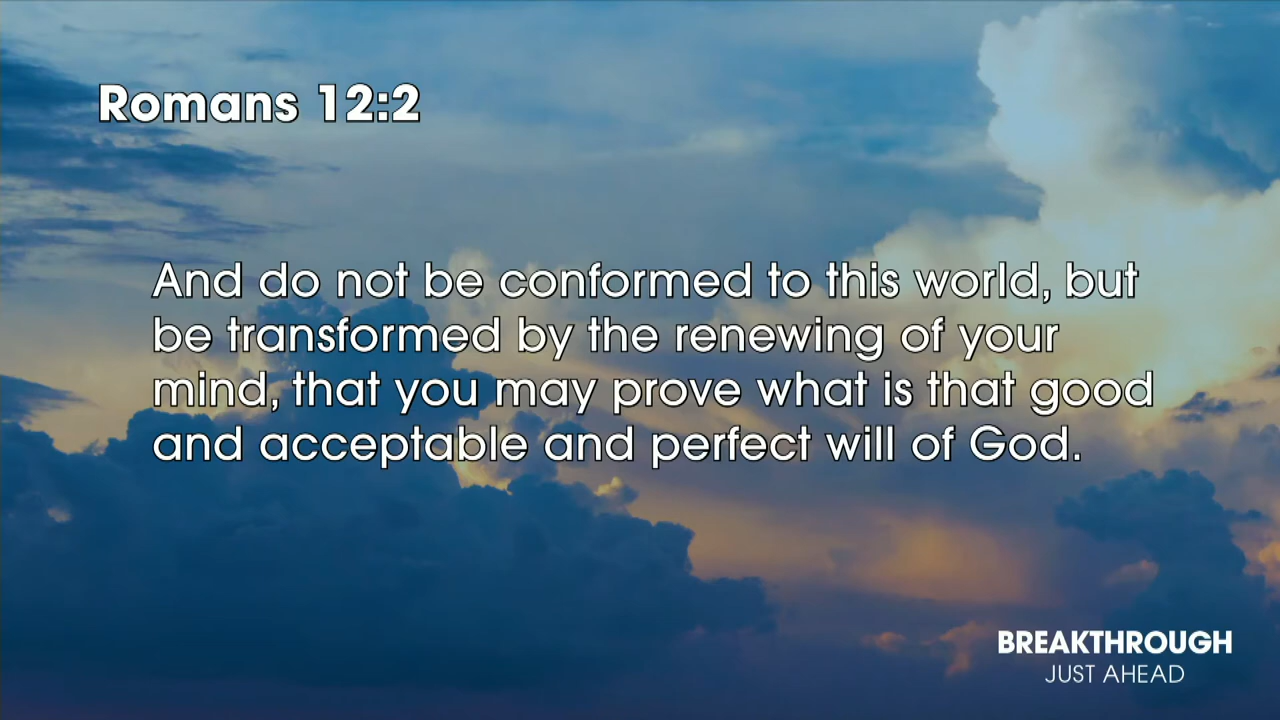 Romans 12:2
And do not be conformed to this world, but
be transformed by the renewing of your
mind, that you may prove what is that good
and acceptable and perfect will of God.
BREAKTHROUGH
JUST AHEAD